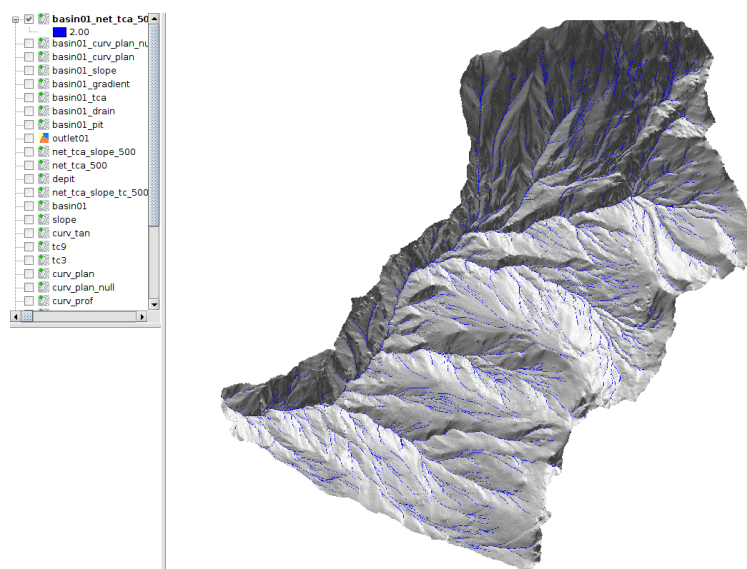 basin01_net_tca_50
2.00
basin01_curv_plan_nu
basin01_curv_plan
basin01_slope
basin01_gradient
basin01_tca
basin01_drain
basin01_pit
outlet01
net_tca_slope_500
net_tca_500
depit
net_tca_slope_tc_500
basin01
slope
curv_tan
tc9
tc3
curv_plan
curv_plan_null
curv_prof